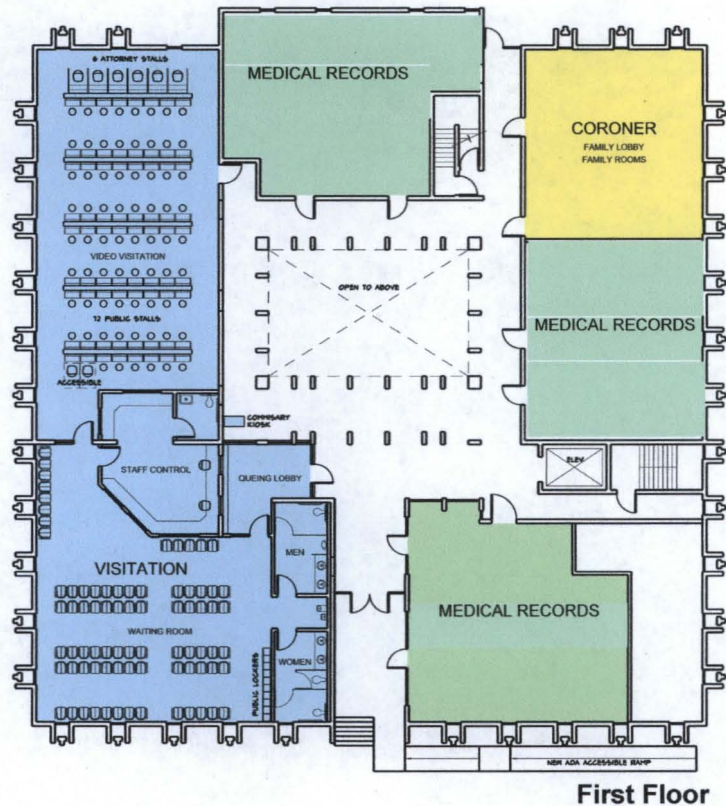 6 ATTORNEY STALLS
MEDICAL RECORDS
CORONER
FAMILY LOBBY
FAMILY ROOMS
VIDEO VISITATION
OPEN TO ABOVE
12 PUBLIC STALLS
MEDICAL RECORDS
ACCESSIBLE
COMMISARY
KIOSK
STAFF CONTROL
QUEING LOBBY
ELEV
MEN
VISITATION
MEDICAL RECORDS
WAITING ROOM
WOMEN
PUBLIC LOCKERS
NEW ADA ACCESSIBLE RAMP
First Floor